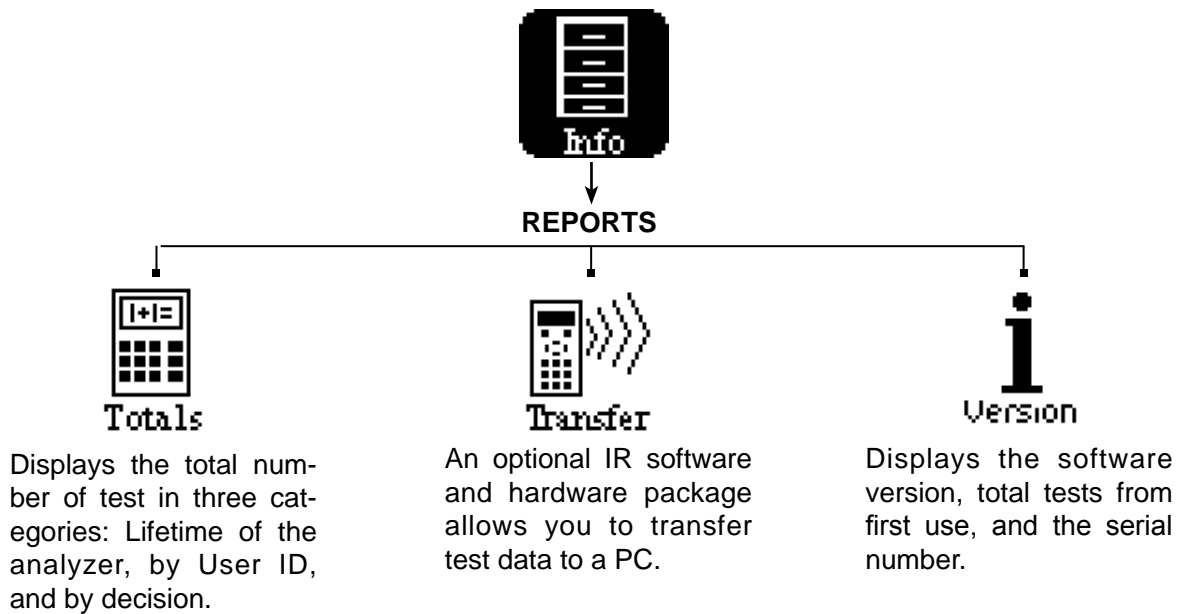 Info
REPORTS
I+I=
Totals
Displays the total num-
ber of test in three cat-
egories: Lifetime of the
analyzer, by User ID,
and by decision.
Transfer
An optional IR software
and hardware package
allows you to transfer
test data to a PC.
i
Version
Displays the software
version, total tests from
first use, and the serial
number.